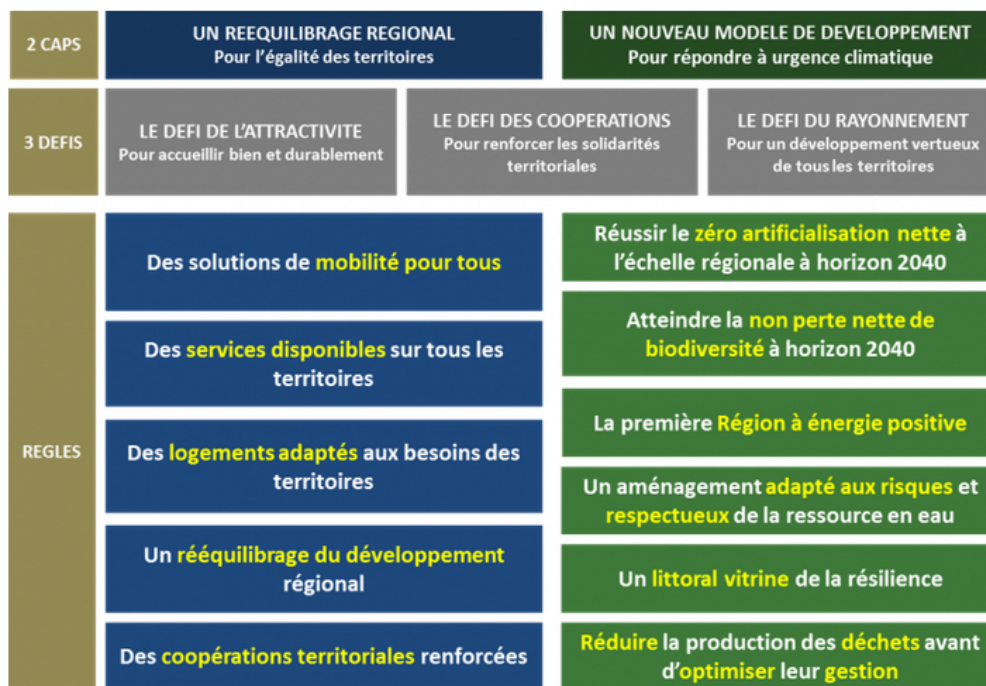 2 CAPS
UN REEQUILIBRAGE REGIONAL
Pour l'égalité des territoires
UN NOUVEAU MODELE DE DEVELOPPEMENT
Pour répondre à urgence climatique
3 DEFIS
LE DEFI DE L'ATTRACTIVITE
Pour accueillir bien et durablement
LE DEFI DES COOPERATIONS
Pour renforcer les solidarités
territoriales
LE DEFI DU RAYONNEMENT
Pour un développement vertueux
de tous les territoires
REGLES
Des solutions de mobilité pour tous
Des services disponibles sur tous les
territoires
Des logements adaptés aux besoins des
territoires
Un rééquilibrage du développement
régional
Des coopérations territoriales renforcées
Réussir le zéro artificialisation nette à
l'échelle régionale à horizon 2040
Atteindre la non perte nette de
biodiversité à horizon 2040
La première Région à énergie positive
Un aménagement adapté aux risques et
respectueux de la ressource en eau
Un littoral vitrine de la résilience
Réduire la production des déchets avant
d'optimiser leur gestion